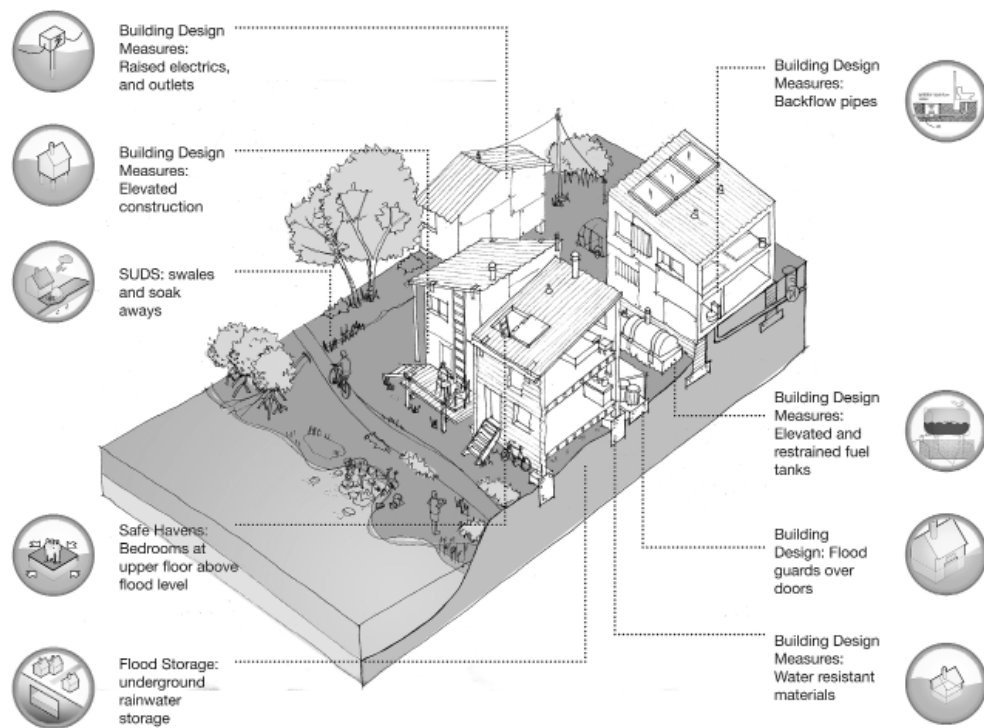 Building Design
Measures:
Raised electrics,
and outlets
Building Design
Measures:
Elevated
construction
SUDS: swales
and soak
aways
Safe Havens:
Bedrooms at
upper floor above
flood level
Flood Storage:
underground
rainwater
storage
Building Design
Measures:
Backflow pipes
Building Design
Measures:
Elevated and
restrained fuel
tanks
Building
Design: Flood
guards over
doors
Building Design
Measures:
Water resistant
materials